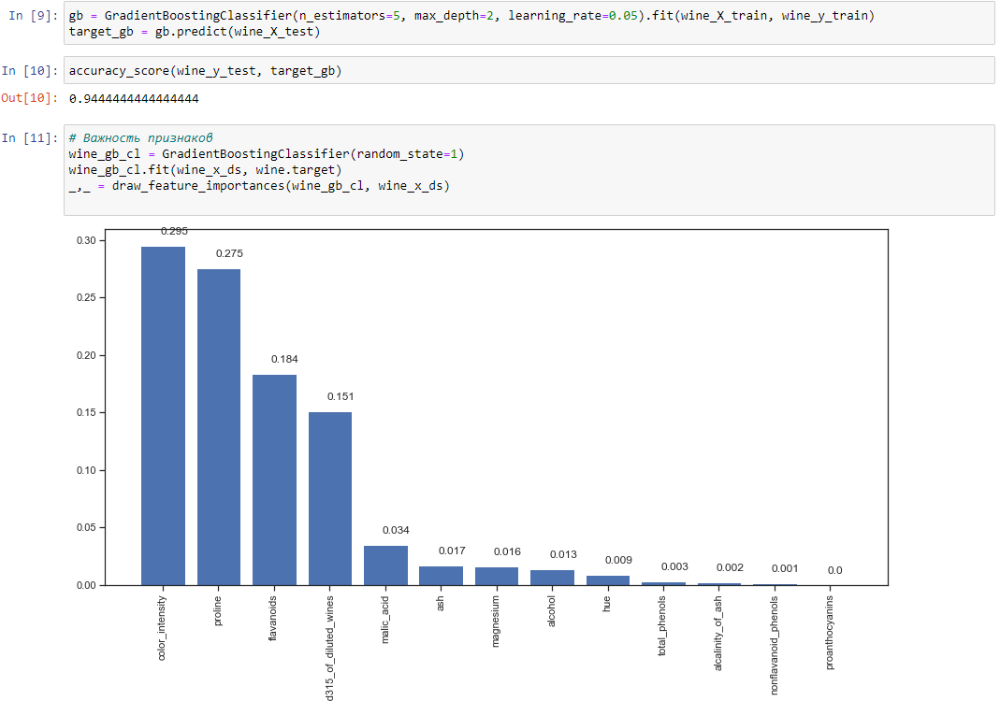 In [9]: gb = GradientBoostingClassifier(n_estimators=5, max_depth=2, learning_rate=0.05).fit(wine_X_train, wine_y_train)
target_gb = gb.predict(wine_X_test)
In [10]: accuracy_score(wine_y_test, target_gb)
Out[10]: 0.9444444444444444
In [11]: # Важность признаков
wine_gb_cl = GradientBoostingClassifier(random_state=1)
wine_gb_cl.fit(wine_x_ds, wine.target)
_,_ = draw_feature_importances(wine_gb_cl, wine_x_ds)
0.30
0.25
0.20
0.15
0.10
0.05
0.00
0.295
0.275
0.184
0.151
0.034
0.017
0.016
0.013
0.009
0.003
0.002
0.001
0.0
color_intensity
proline
flavanoids
d315_of_diluted_wines
malic_acid
ash
magnesium
alcohol
hue
total_phenols
alcalinity_of_ash
nonflavanoid_phenols
proanthocyanins